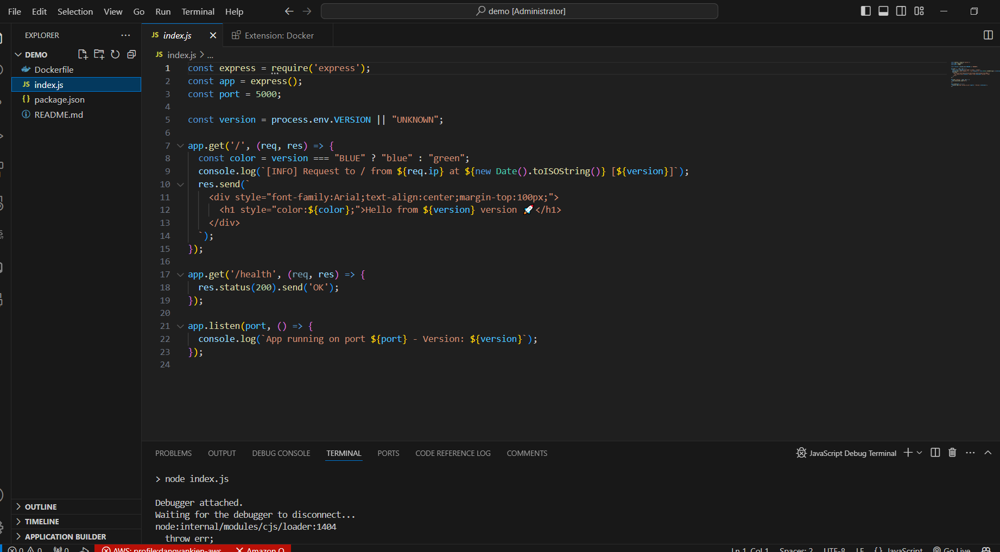 File Edit Selection View Go Run Terminal Help
demo [Administrator]
EXPLORER
DEMO
Dockerfile
JS index.js
{} package.json
README.md
OUTLINE
TIMELINE
APPLICATION BUILDER
JS index.js
Extension: Docker
JS index.js > ...
1 const express = require('express');
2 const app = express();
3 const port = 5000;
4
5 const version = process.env.VERSION || "UNKNOWN";
6
7 app.get('/', (req, res) => {
8 const color = version === "BLUE" ? "blue" : "green";
9 console.log(`[INFO] Request to / from ${req.ip} at ${new Date().toISOString()} [${version}]`);
10 res.send(`
11 <div style="font-family:Arial;text-align:center;margin-top:100px;">
12 <h1 style="color:${color};">Hello from ${version} version 🚀</h1>
13 </div>
14 `);
15 });
16
17 app.get('/health', (req, res) => {
18 res.status(200).send('OK');
19 });
20
21 app.listen(port, () => {
22 console.log(`App running on port ${port} - Version: ${version}`);
23 });
24
PROBLEMS OUTPUT DEBUG CONSOLE TERMINAL PORTS CODE REFERENCE LOG COMMENTS
JavaScript Debug Terminal
> node index.js
Debugger attached.
Waiting for the debugger to disconnect...
node:internal/modules/cjs/loader:1404
throw err;
0 0 0 AWS: profile:dangvankien-aws Amazon Q Ln 1, Col 1 Spaces: 2 UTF-8 LF {} JavaScript Go Live